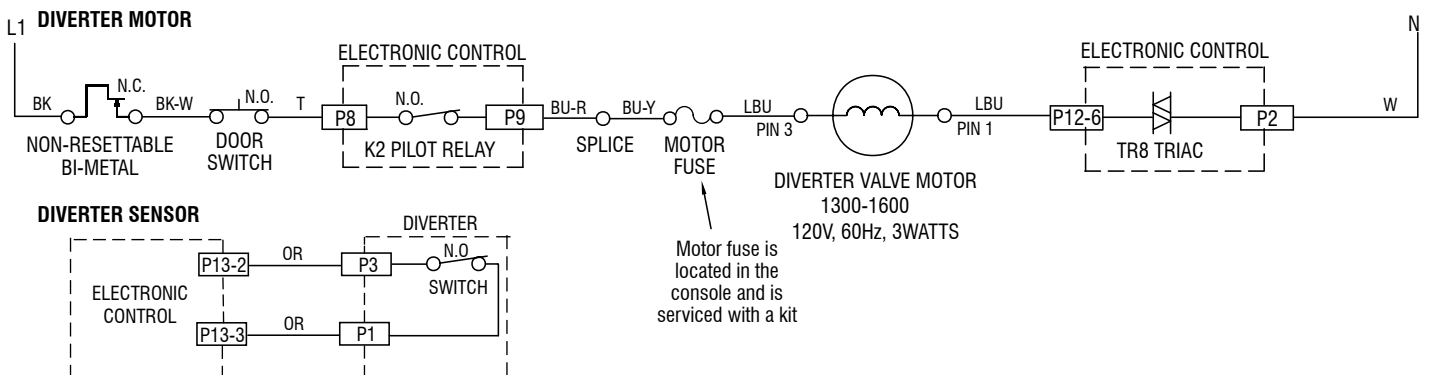 DIVERTER MOTOR
L1
N
ELECTRONIC CONTROL
ELECTRONIC CONTROL
BK
N.C.
BK-W
N.O.
T
P8
N.O.
P9
BU-R
BU-Y
LBU
PIN 3
LBU
PIN 1
P12-6
P2
W
NON-RESETTABLE
BI-METAL
DOOR
SWITCH
K2 PILOT RELAY
SPLICE
MOTOR
FUSE
TR8 TRIAC
DIVERTER VALVE MOTOR
1300-1600
120V, 60Hz, 3WATTS
Motor fuse is
located in the
console and is
serviced with a kit
DIVERTER SENSOR
DIVERTER
P13-2
OR
P3
N.O
SWITCH
ELECTRONIC
CONTROL
P13-3
OR
P1